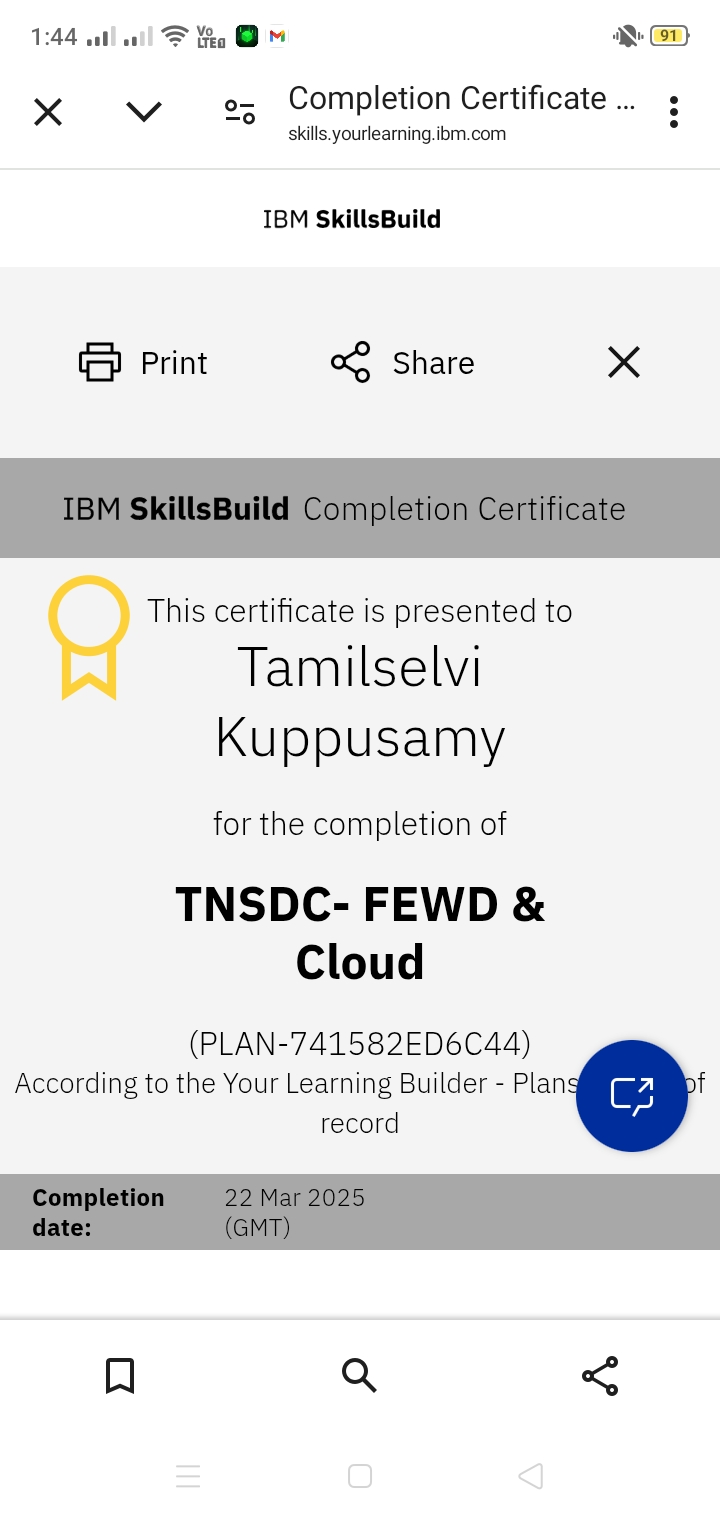 1:44 Vo LTE 91
Completion Certificate ...
skills.yourlearning.ibm.com
IBM SkillsBuild
Print Share
IBM SkillsBuild Completion Certificate
This certificate is presented to
Tamilselvi
Kuppusamy
for the completion of
TNSDC- FEWD &
Cloud
(PLAN-741582ED6C44)
According to the Your Learning Builder - Plans of
record
Completion 22 Mar 2025
date: (GMT)